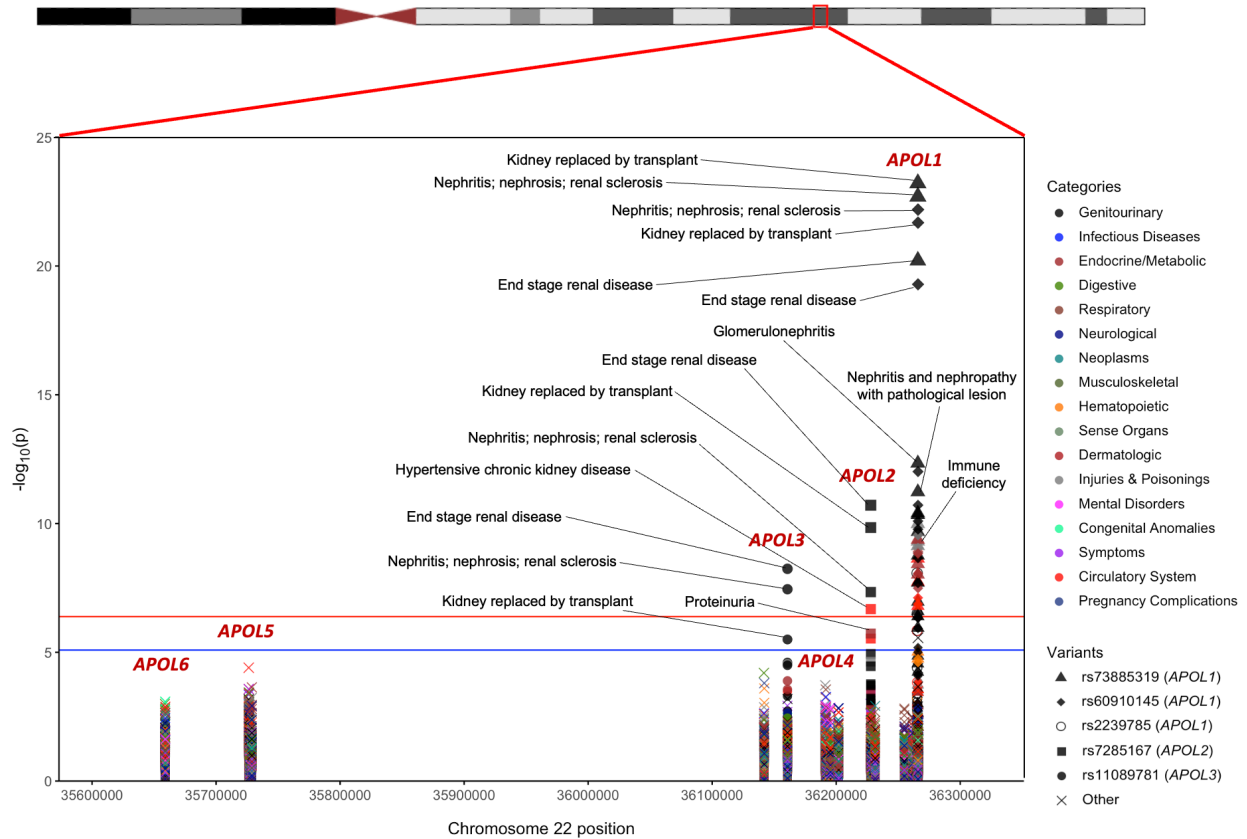 25
20
15
10
5
0
-log10(p)
Kidney replaced by transplant
APOL1
Nephritis; nephrosis; renal sclerosis
Nephritis; nephrosis; renal sclerosis
Kidney replaced by transplant
End stage renal disease
End stage renal disease
Glomerulonephritis
End stage renal disease
Nephritis and nephropathy
with pathological lesion
Kidney replaced by transplant
Nephritis; nephrosis; renal sclerosis
Immune
deficiency
Hypertensive chronic kidney disease
APOL2
End stage renal disease
APOL3
Nephritis; nephrosis; renal sclerosis
Kidney replaced by transplant
Proteinuria
APOL5
APOL6
APOL4
35600000
35700000
35800000
35900000
36000000
36100000
36200000
36300000
Chromosome 22 position
Categories
Genitourinary
Infectious Diseases
Endocrine/Metabolic
Digestive
Respiratory
Neurological
Neoplasms
Musculoskeletal
Hematopoietic
Sense Organs
Dermatologic
Injuries & Poisonings
Mental Disorders
Congenital Anomalies
Symptoms
Circulatory System
Pregnancy Complications
Variants
rs73885319 (APOL1)
rs60910145 (APOL1)
rs2239785 (APOL1)
rs7285167 (APOL2)
rs11089781 (APOL3)
Other